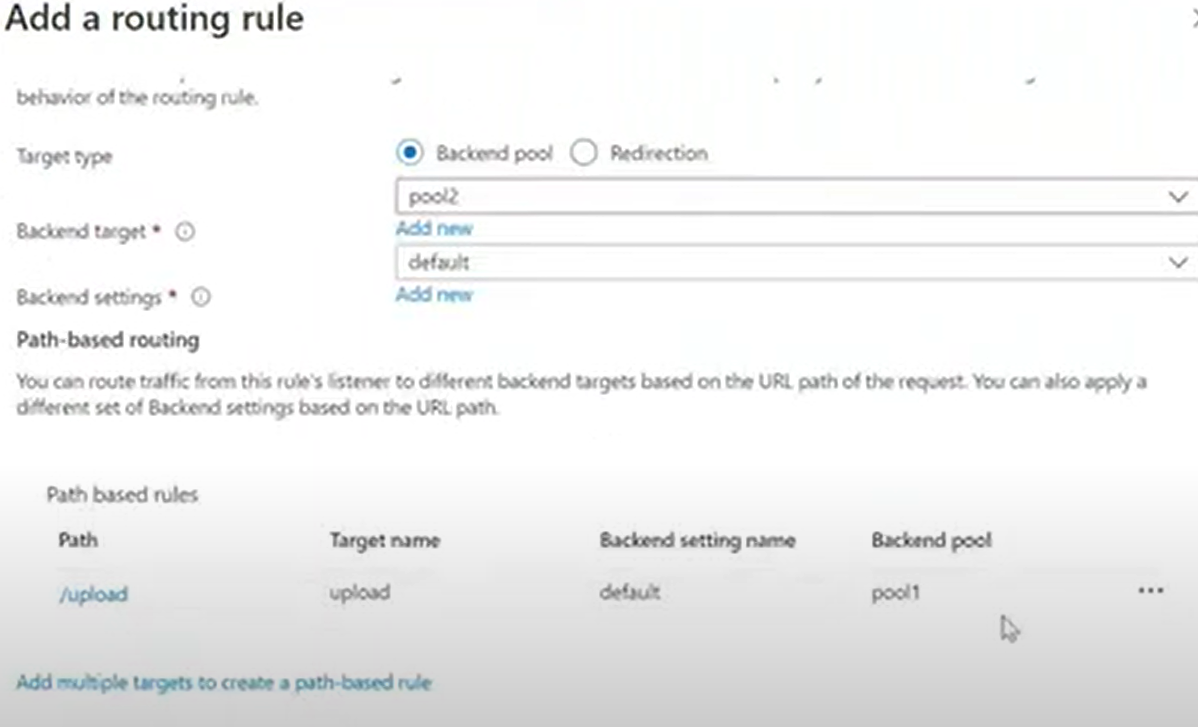 Add a routing rule
behavior of the routing rule.
Target type
Backend pool
Redirection
pool2
Backend target *
Add new
default
Backend settings *
Add new
Path-based routing
You can route traffic from this rule's listener to different backend targets based on the URL path of the request. You can also apply a
different set of Backend settings based on the URL path.
Path based rules
Path Target name Backend setting name Backend pool
/upload upload default pool1 •••
Add multiple targets to create a path-based rule